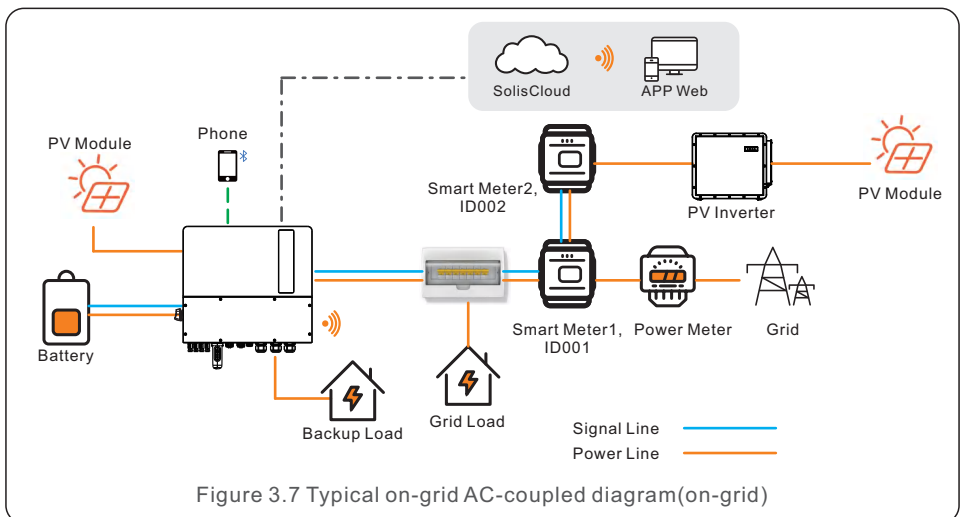 SolisCloud
APP Web
Phone
PV Module
Smart Meter2,
ID002
PV Inverter
PV Module
Battery
Smart Meter1,
ID001
Power Meter
Grid
Backup Load
Grid Load
Signal Line
Power Line
Figure 3.7 Typical on-grid AC-coupled diagram(on-grid)